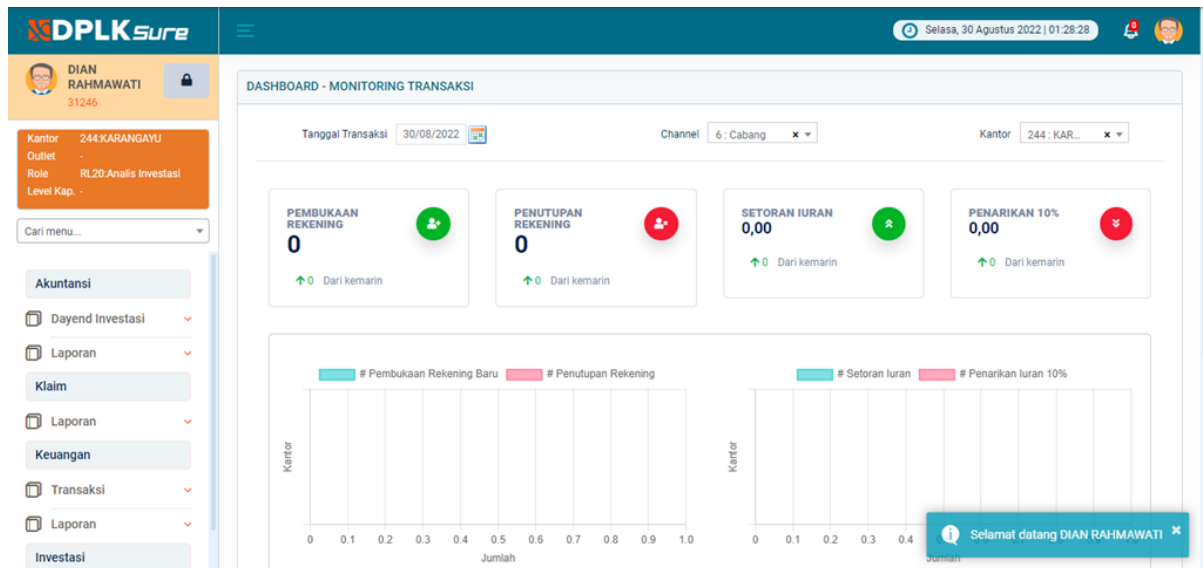 DPLKSure
Selasa, 30 Agustus 2022 | 01:28:28
DIAN
RAHMAWATI
31246
Kantor 244:KARANGAYU
Outlet -
Role RL20:Analis Investasi
Level Kap. -
Cari menu...
Akuntansi
Dayend Investasi
Laporan
Klaim
Laporan
Keuangan
Transaksi
Laporan
Investasi
DASHBOARD - MONITORING TRANSAKSI
Tanggal Transaksi 30/08/2022 Channel 6 : Cabang x Kantor 244 : KAR... x
PEMBUKAAN
REKENING
0
0 Dari kemarin
PENUTUPAN
REKENING
0
0 Dari kemarin
SETORAN IURAN
0,00
0 Dari kemarin
PENARIKAN 10%
0,00
0 Dari kemarin
# Pembukaan Rekening Baru # Penutupan Rekening
Kantor
0 0.1 0.2 0.3 0.4 0.5 0.6 0.7 0.8 0.9 1.0
Jumlah
# Setoran Iuran # Penarikan Iuran 10%
Kantor
0 0.1 0.2 0.3 0.4
Jumlah
Selamat datang DIAN RAHMAWATI ×